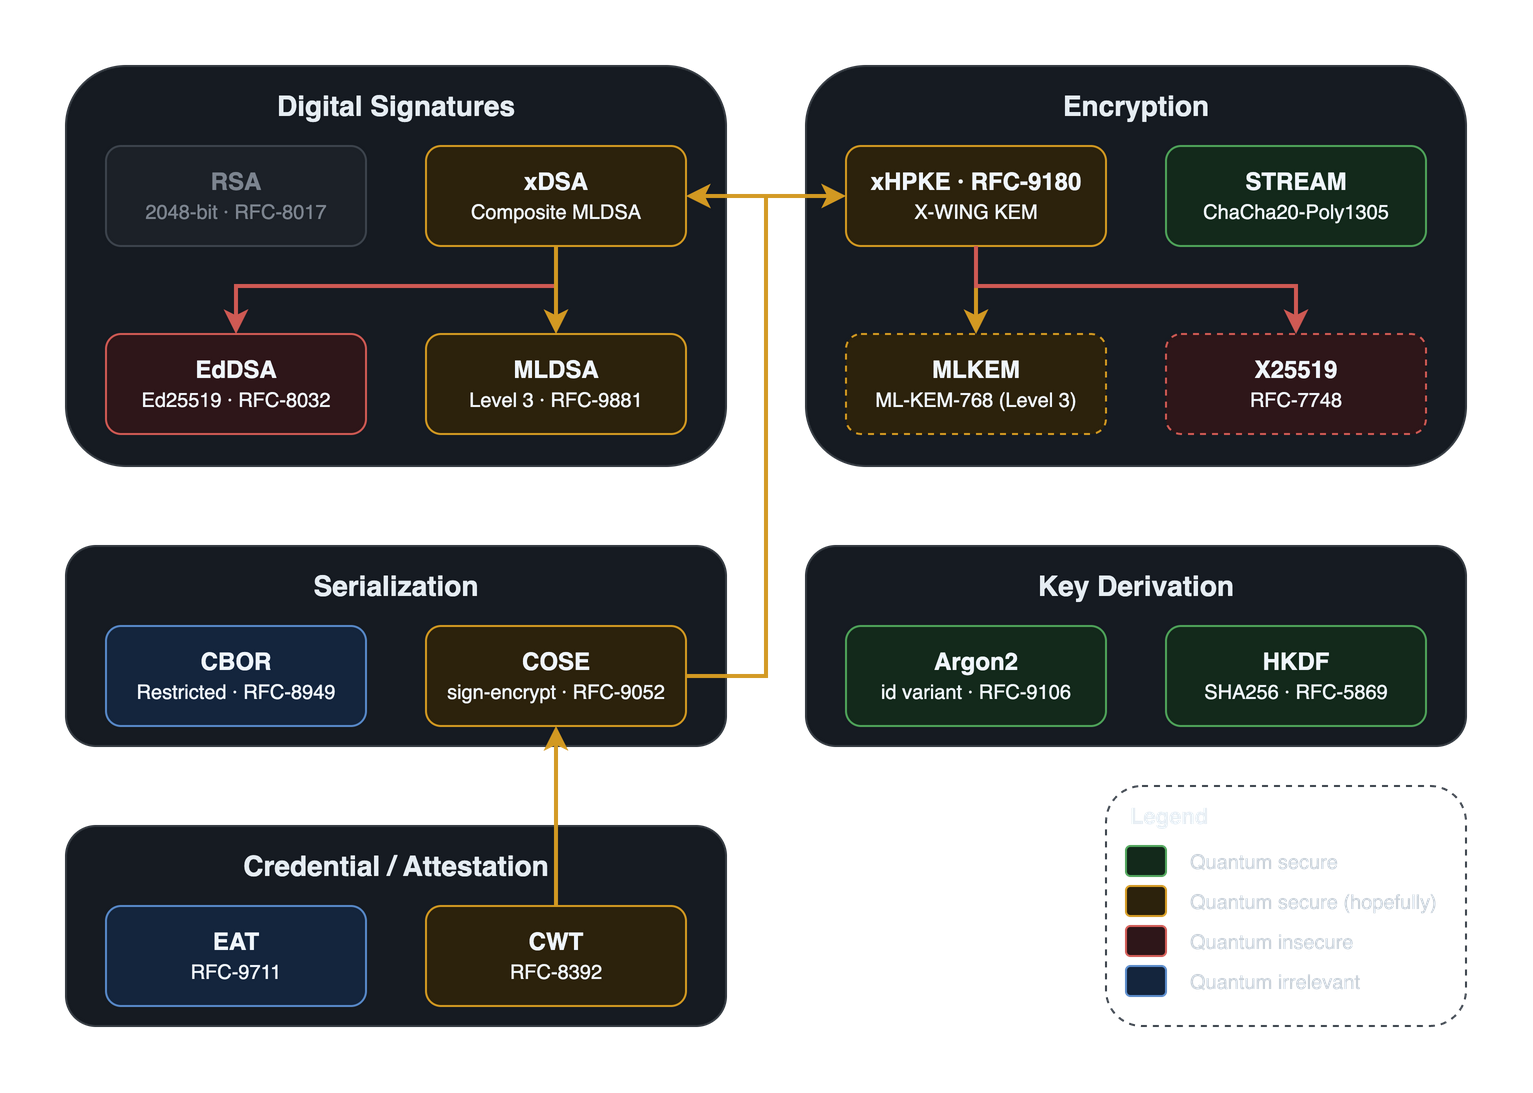 Digital Signatures
RSA
2048-bit · RFC-8017
xDSA
Composite MLDSA
EdDSA
Ed25519 · RFC-8032
MLDSA
Level 3 · RFC-9881
Encryption
xHPKE · RFC-9180
X-WING KEM
STREAM
ChaCha20-Poly1305
MLKEM
ML-KEM-768 (Level 3)
X25519
RFC-7748
Serialization
CBOR
Restricted · RFC-8949
COSE
sign-encrypt · RFC-9052
Key Derivation
Argon2
id variant · RFC-9106
HKDF
SHA256 · RFC-5869
Credential / Attestation
EAT
RFC-9711
CWT
RFC-8392
Legend
Quantum secure
Quantum secure (hopefully)
Quantum insecure
Quantum irrelevant